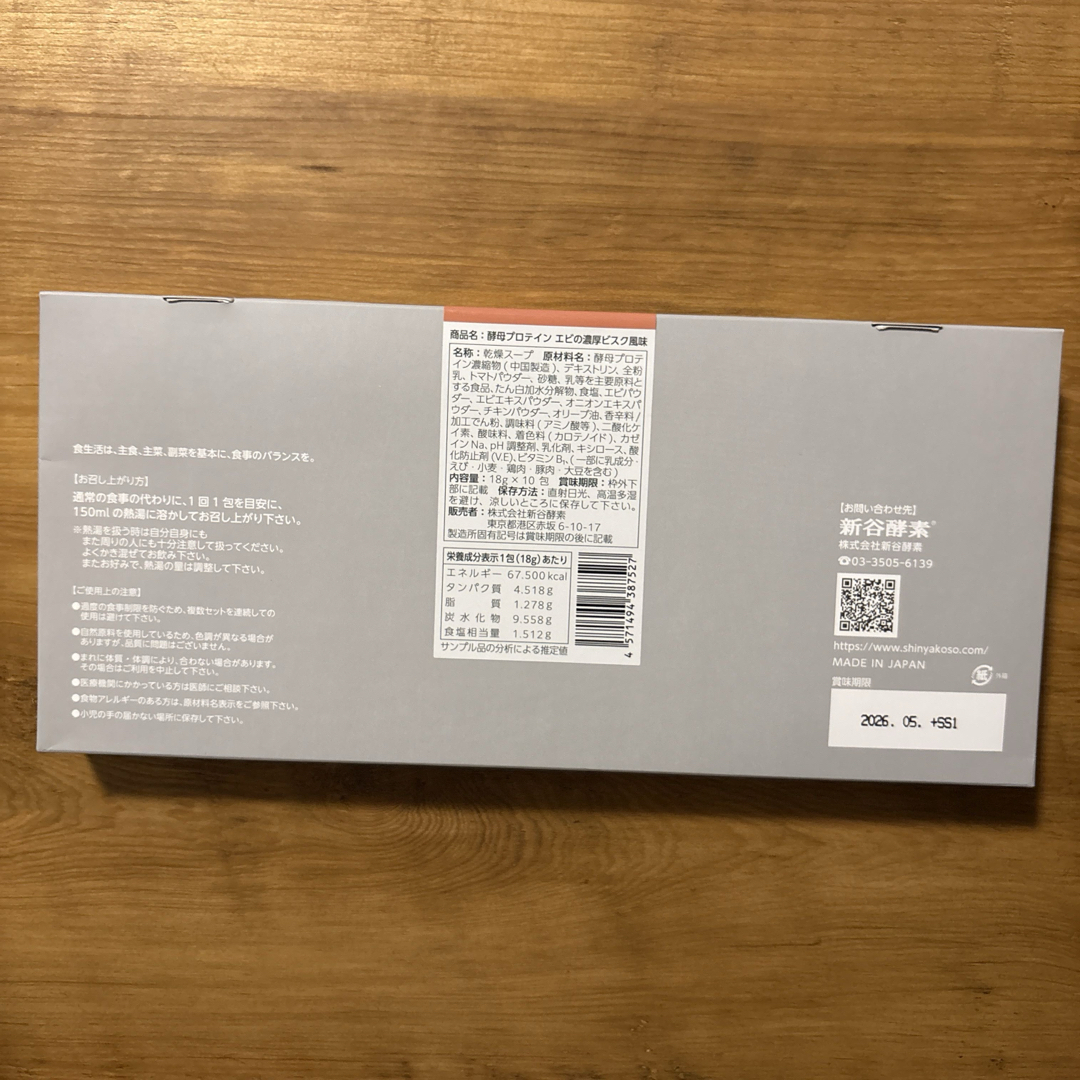 食生活は、主食、主菜、副菜を基本に、食事のバランスを。
【お召し上がり方】
通常の食事の代わりに、1回1包を目安に、
150mlの熱湯に溶かしてお召し上がり下さい。
※熱湯を扱う時は自分自身にも
また周りの人にも十分注意して扱ってください。
よくかき混ぜてお飲み下さい。
またお好みで、熱湯の量は調整して下さい。
【ご使用上の注意】
●過度の食事制限を防ぐため、複数セットを連続しての
使用は避けて下さい。
●自然原料を使用しているため、色調が異なる場合が
ありますが、品質に問題はございません。
●まれに体質・体調により、合わない場合があります。
その場合はご利用を中止して下さい。
●医療機関にかかっている方は医師にご相談下さい。
●食物アレルギーのある方は、原材料名表示をご参照下さい。
●小児の手の届かない場所に保存して下さい。
商品名：酵母プロテイン エビの濃厚ビスク風味
名称：乾燥スープ 原材料名：酵母プロテ
イン濃縮物(中国製造)、デキストリン、全粉
乳、トマトパウダー、砂糖、乳等を主要原料と
する食品、たん白加水分解物、食塩、エビパウ
ダー、エビエキスパウダー、オニオンエキスパ
ウダー、チキンパウダー、オリーブ油、香辛料/
加工でん粉、調味料(アミノ酸等)、二酸化ケ
イ素、酸味料、着色料(カロテノイド)、カゼ
インNa、pH調整剤、乳化剤、キシロース、酸
化防止剤(V.E)、ビタミンB₁、(一部に乳成分・
えび・小麦・鶏肉・豚肉・大豆を含む)
内容量：18g×10包 賞味期限：枠外下
部に記載 保存方法：直射日光、高温多湿
を避け、涼しいところに保存して下さい。
販売者：株式会社新谷酵素
東京都港区赤坂6-10-17
製造所固有記号は賞味期限の後に記載
栄養成分表示1包(18g)あたり
エネルギー 67.500kcal
タンパク質 4.518g
脂質 1.278g
炭水化物 9.558g
食塩相当量 1.512g
サンプル品の分析による推定値
4 571494 387527
【お問い合わせ先】
新谷酵素®
株式会社新谷酵素
☎03-3505-6139
https://www.shinyakoso.com/
MADE IN JAPAN
紙 外箱
賞味期限
2026. 05. +SS1